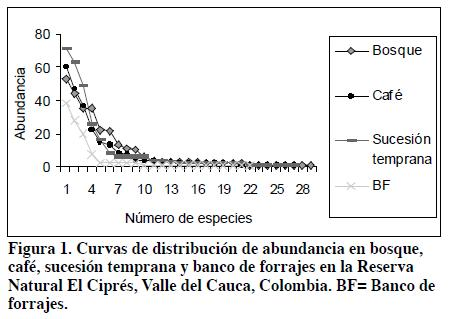 80
60
40
20
0
Abundancia
1 4 7 10 13 16 19 22 25 28
Número de especies
Bosque
Café
Sucesión
temprana
BF
Figura 1. Curvas de distribución de abundancia en bosque,
café, sucesión temprana y banco de forrajes en la Reserva
Natural El Ciprés, Valle del Cauca, Colombia. BF= Banco de
forrajes.